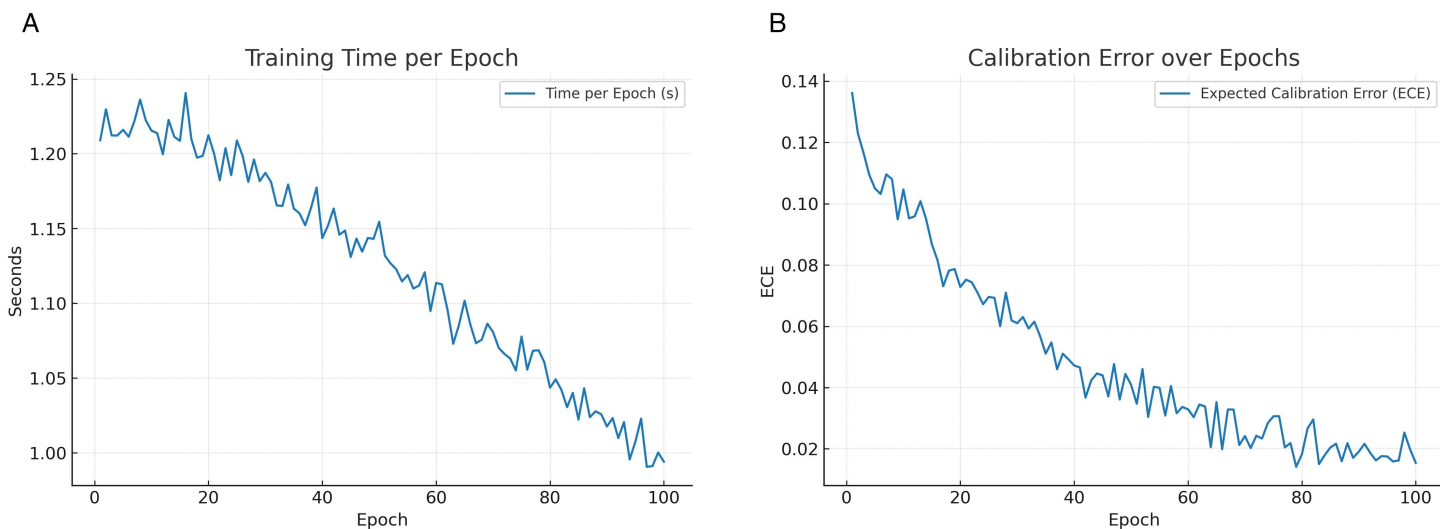 A
Training Time per Epoch
Time per Epoch (s)
1.25
1.20
1.15
1.10
1.05
1.00
Seconds
0 20 40 60 80 100
Epoch
B
Calibration Error over Epochs
Expected Calibration Error (ECE)
0.14
0.12
0.10
0.08
0.06
0.04
0.02
ECE
0 20 40 60 80 100
Epoch